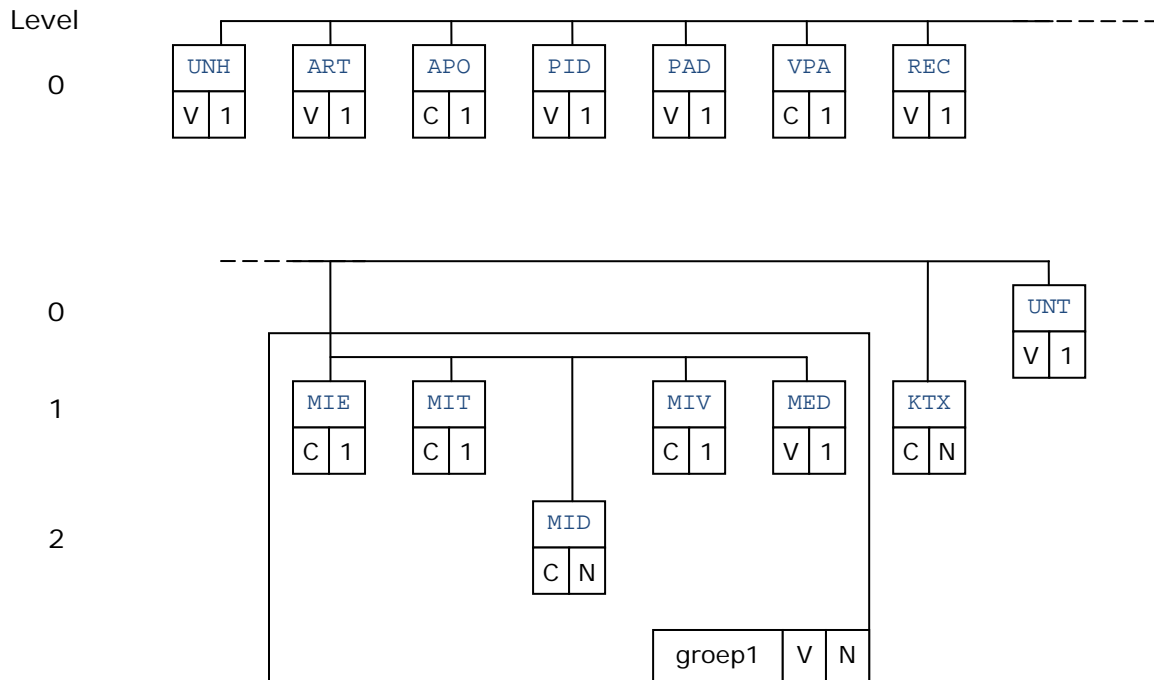 Level
UNH ART APO PID PAD VPA REC
0
V 1 V 1 C 1 V 1 V 1 C 1 V 1
0
UNT
V 1
1
MIE MIT MIV MED KTX
C 1 C 1 C 1 V 1 C N
2
MID
C N
groep1 V N